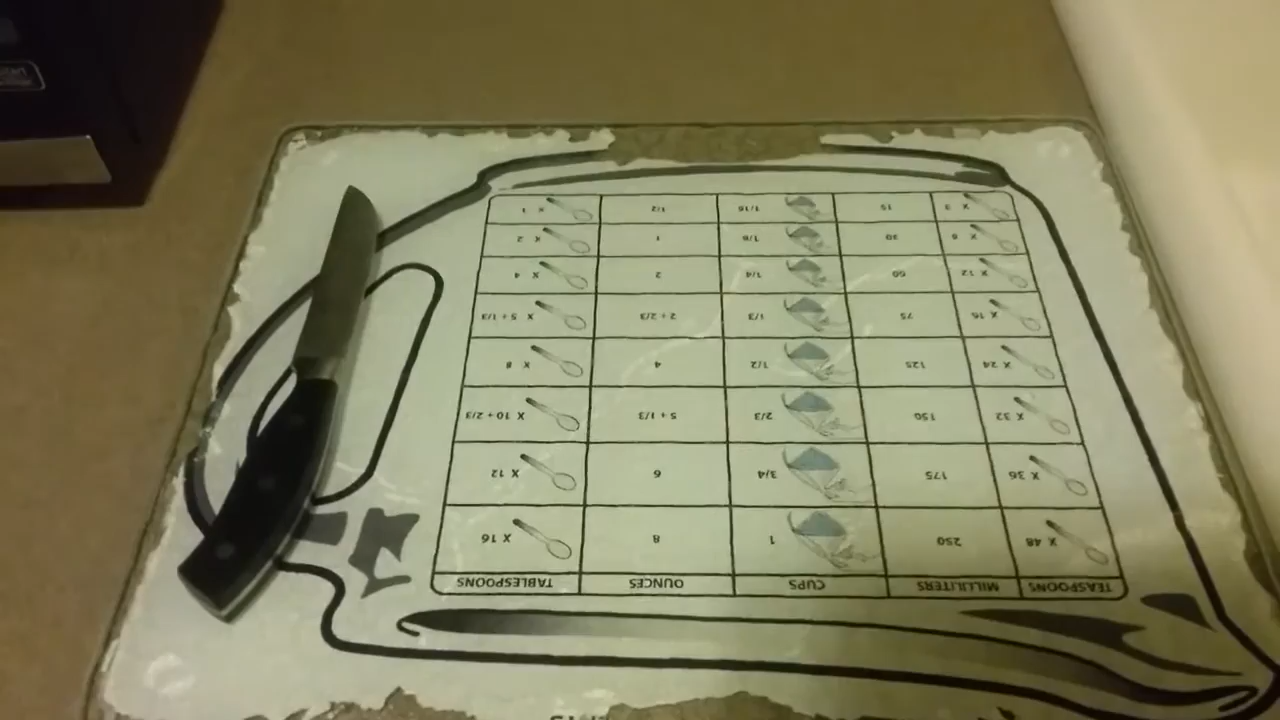 TEASPOONS MILLILITERS CUPS OUNCES TABLESPOONS
X 48 250 1 8 X 16
X 36 175 3/4 6 X 12
X 32 150 2/3 5 + 1/3 X 10 + 2/3
X 24 125 1/2 4 X 8
X 16 75 1/3 2 + 2/3 X 5 + 1/3
X 12 60 1/4 2 X 4
X 6 30 1/8 1 X 2
X 3 15 1/16 1/2 X 1